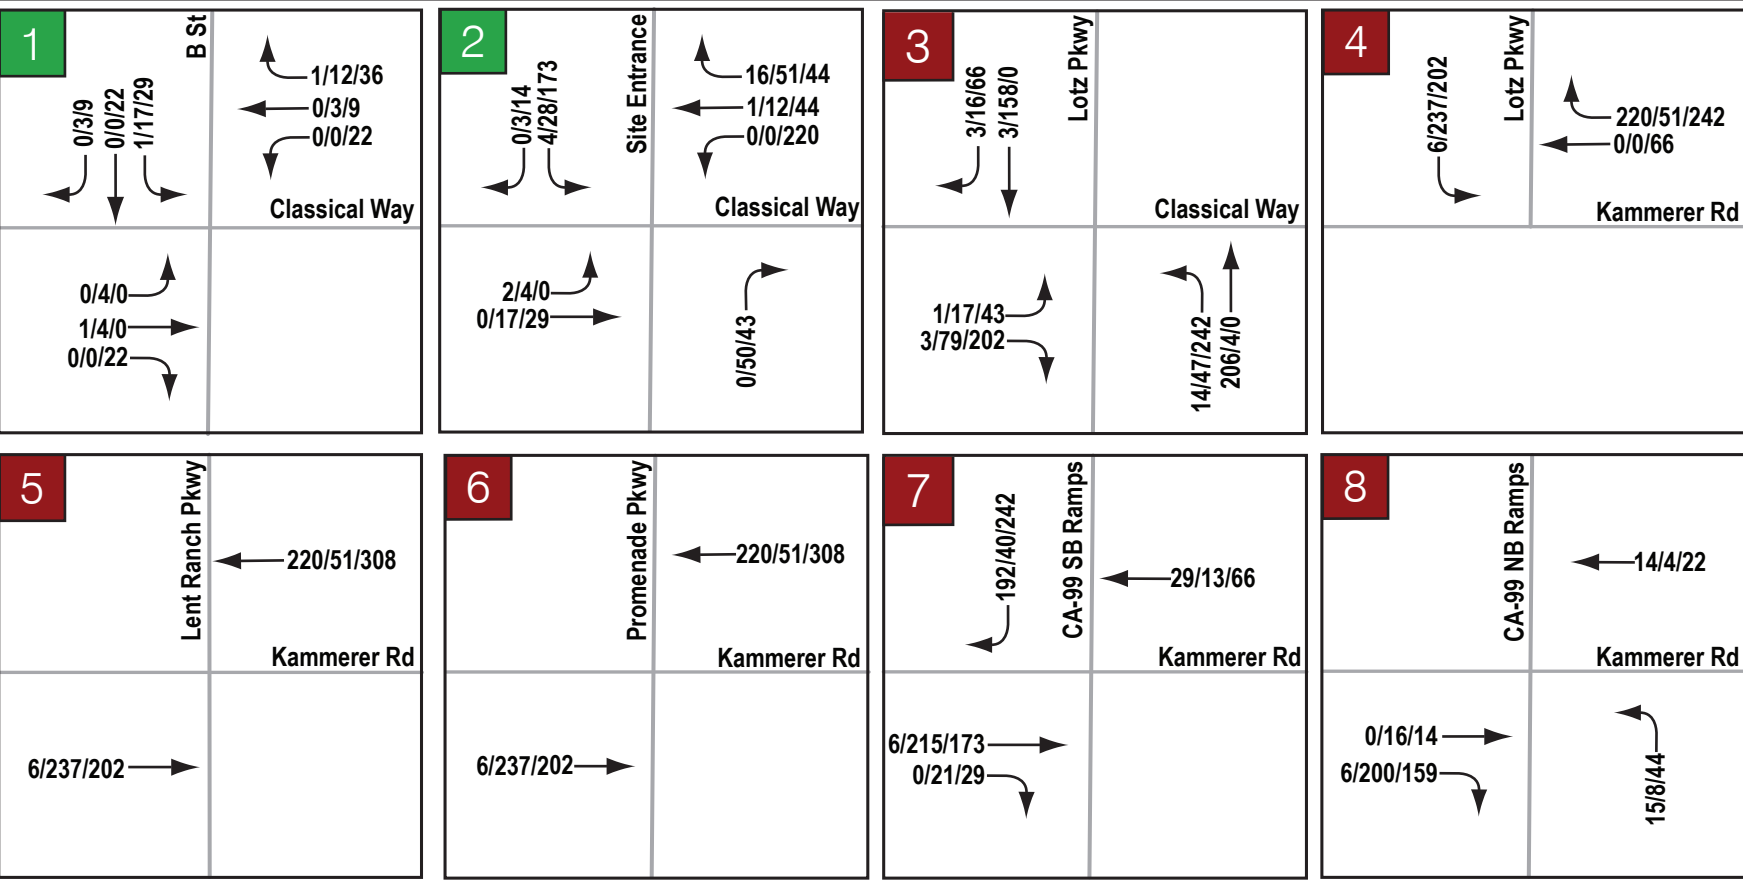 1
B St
1/12/36
0/3/9
0/0/22
0/3/9
0/0/22
1/17/29
Classical Way
0/4/0
1/4/0
0/0/22
2
Site Entrance
16/51/44
1/12/44
0/0/220
0/3/14
4/28/173
Classical Way
2/4/0
0/17/29
0/50/43
3
Lotz Pkwy
3/16/66
3/158/0
Classical Way
1/17/43
3/79/202
14/47/242
206/4/0
4
Lotz Pkwy
6/237/202
220/51/242
0/0/66
Kammerer Rd
5
Lent Ranch Pkwy
220/51/308
Kammerer Rd
6/237/202
6
Promenade Pkwy
220/51/308
Kammerer Rd
6/237/202
7
CA-99 SB Ramps
192/40/242
29/13/66
Kammerer Rd
6/215/173
0/21/29
8
CA-99 NB Ramps
14/4/22
Kammerer Rd
0/16/14
6/200/159
15/8/44